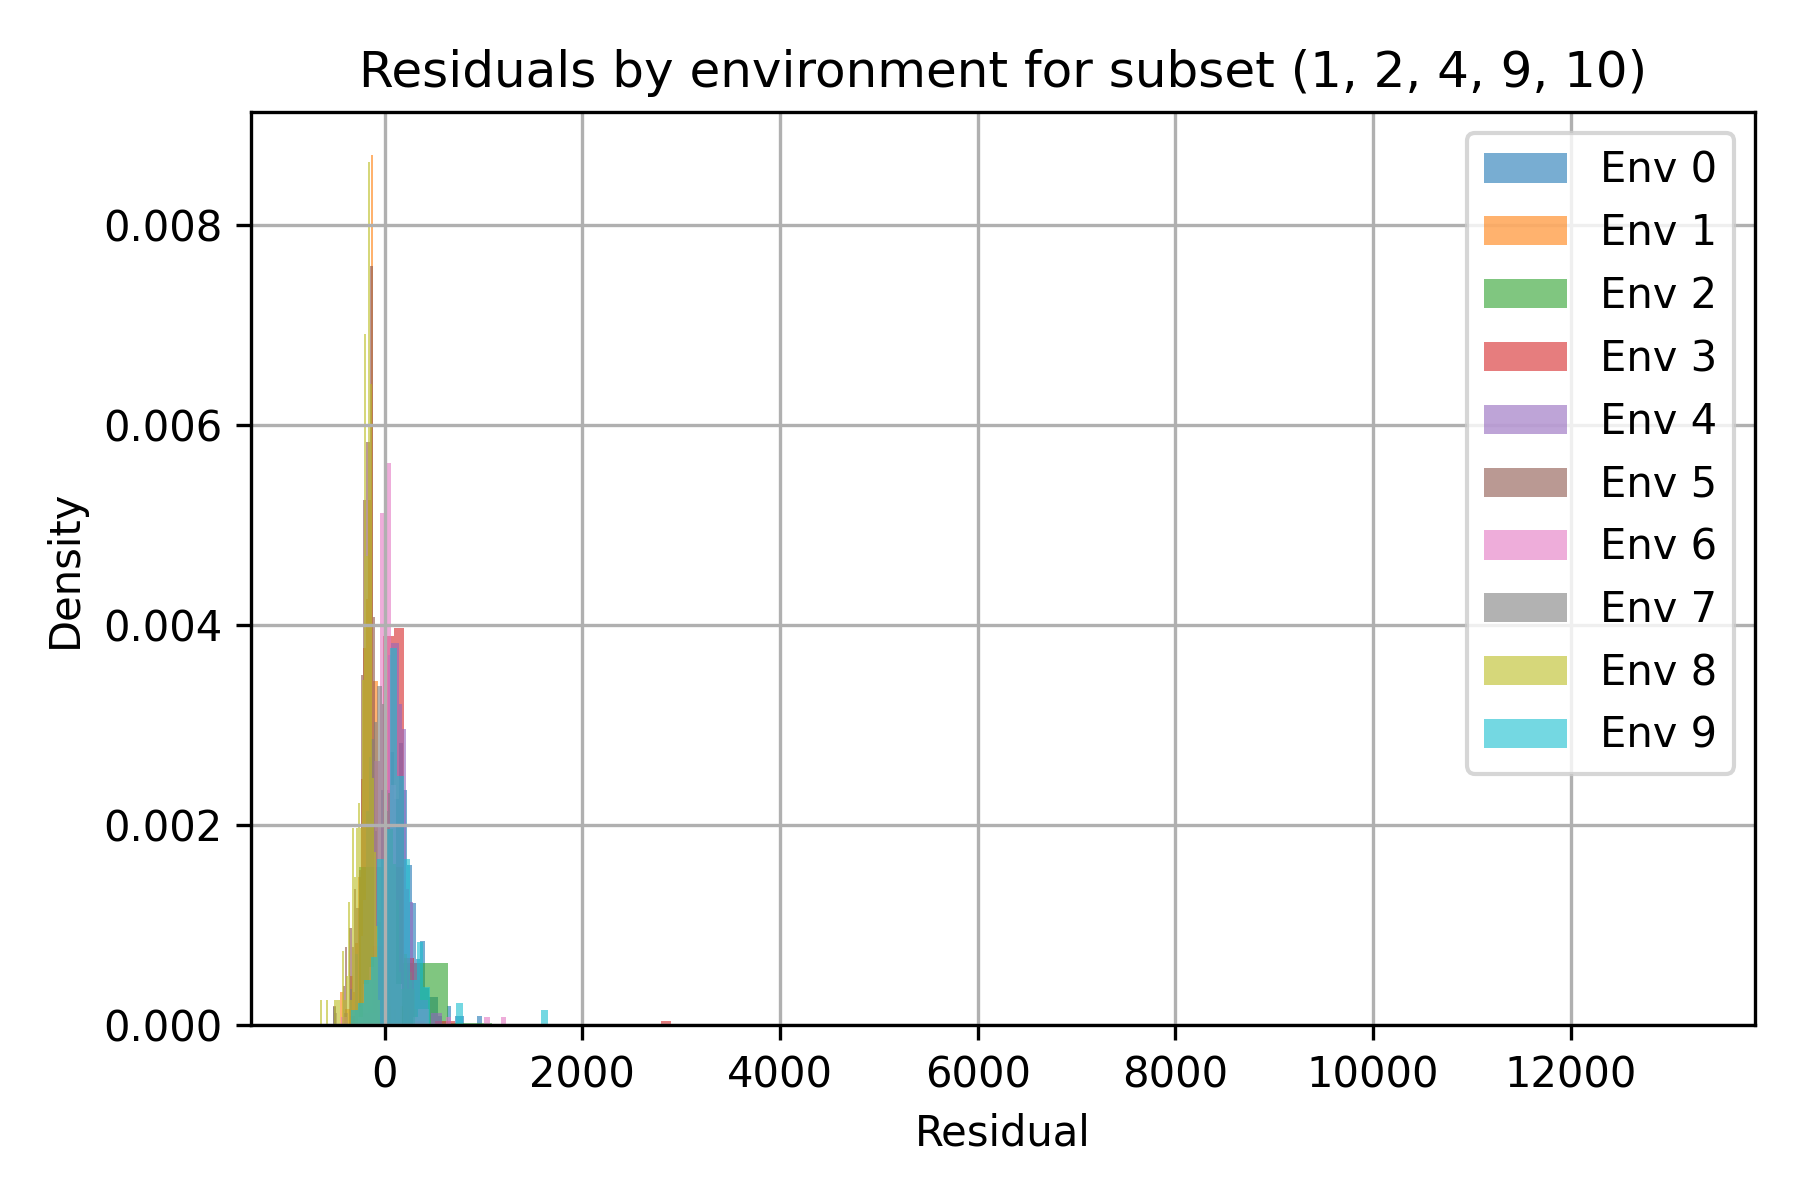 Residuals by environment for subset (1, 2, 4, 9, 10)
Density
0.008
0.006
0.004
0.002
0.000
0
2000
4000
6000
8000
10000
12000
Residual
Env 0
Env 1
Env 2
Env 3
Env 4
Env 5
Env 6
Env 7
Env 8
Env 9